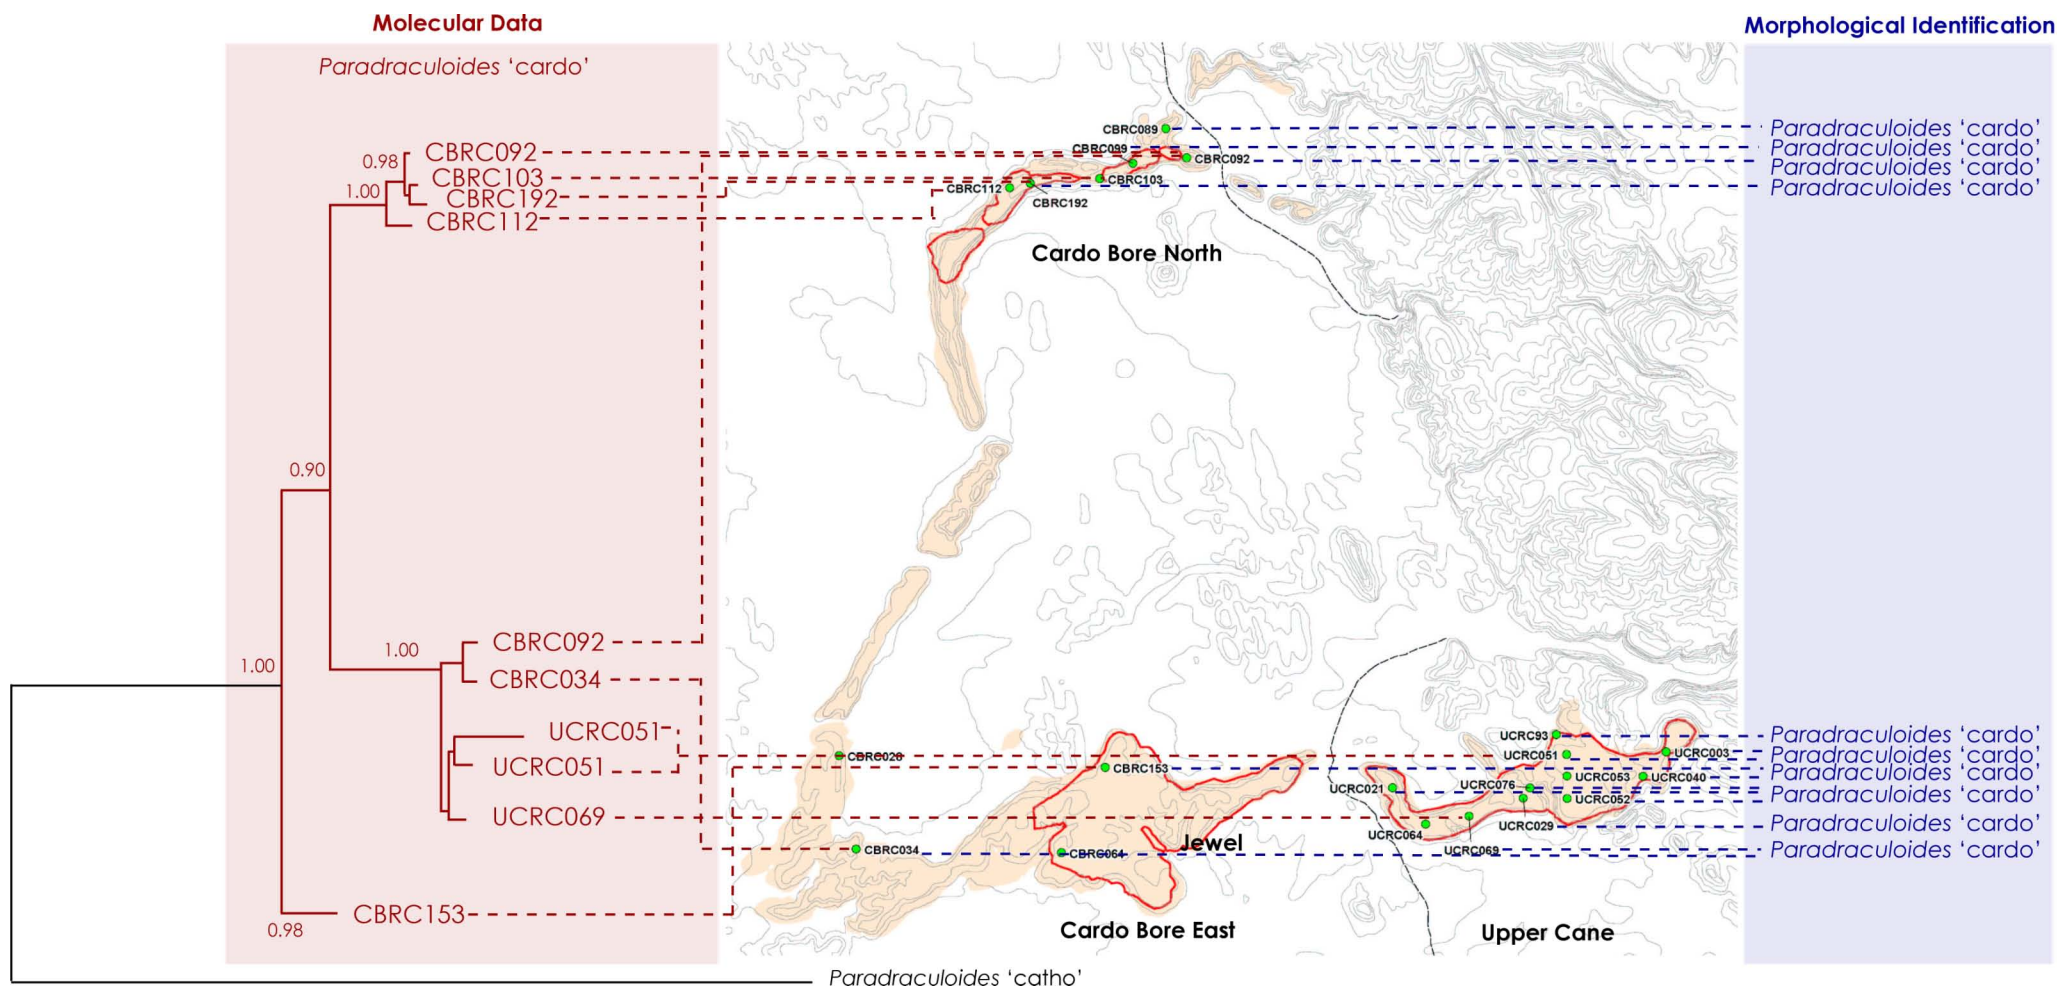 Molecular Data
Morphological Identification
Paradraculoides ‘cardo’
0.98
CBRC092
CBRC103
1.00
CBRC192
CBRC112
0.90
CBRC092
1.00
CBRC034
1.00
UCRC051
UCRC051
UCRC069
CBRC153
0.98
Paradraculoides ‘catho’
CBRC089
CBRC099
CBRC092
CBRC103
CBRC112
CBRC192
Cardo Bore North
CBRC028
CBRC153
CBRC034
CBRC064
Jewel
Cardo Bore East
UCRC93
UCRC051
UCRC003
UCRC053
UCRC040
UCRC021
UCRC076
UCRC052
UCRC064
UCRC029
UCRC069
Upper Cane
Paradraculoides ‘cardo’
Paradraculoides ‘cardo’
Paradraculoides ‘cardo’
Paradraculoides ‘cardo’
Paradraculoides ‘cardo’
Paradraculoides ‘cardo’
Paradraculoides ‘cardo’
Paradraculoides ‘cardo’
Paradraculoides ‘cardo’
Paradraculoides ‘cardo’